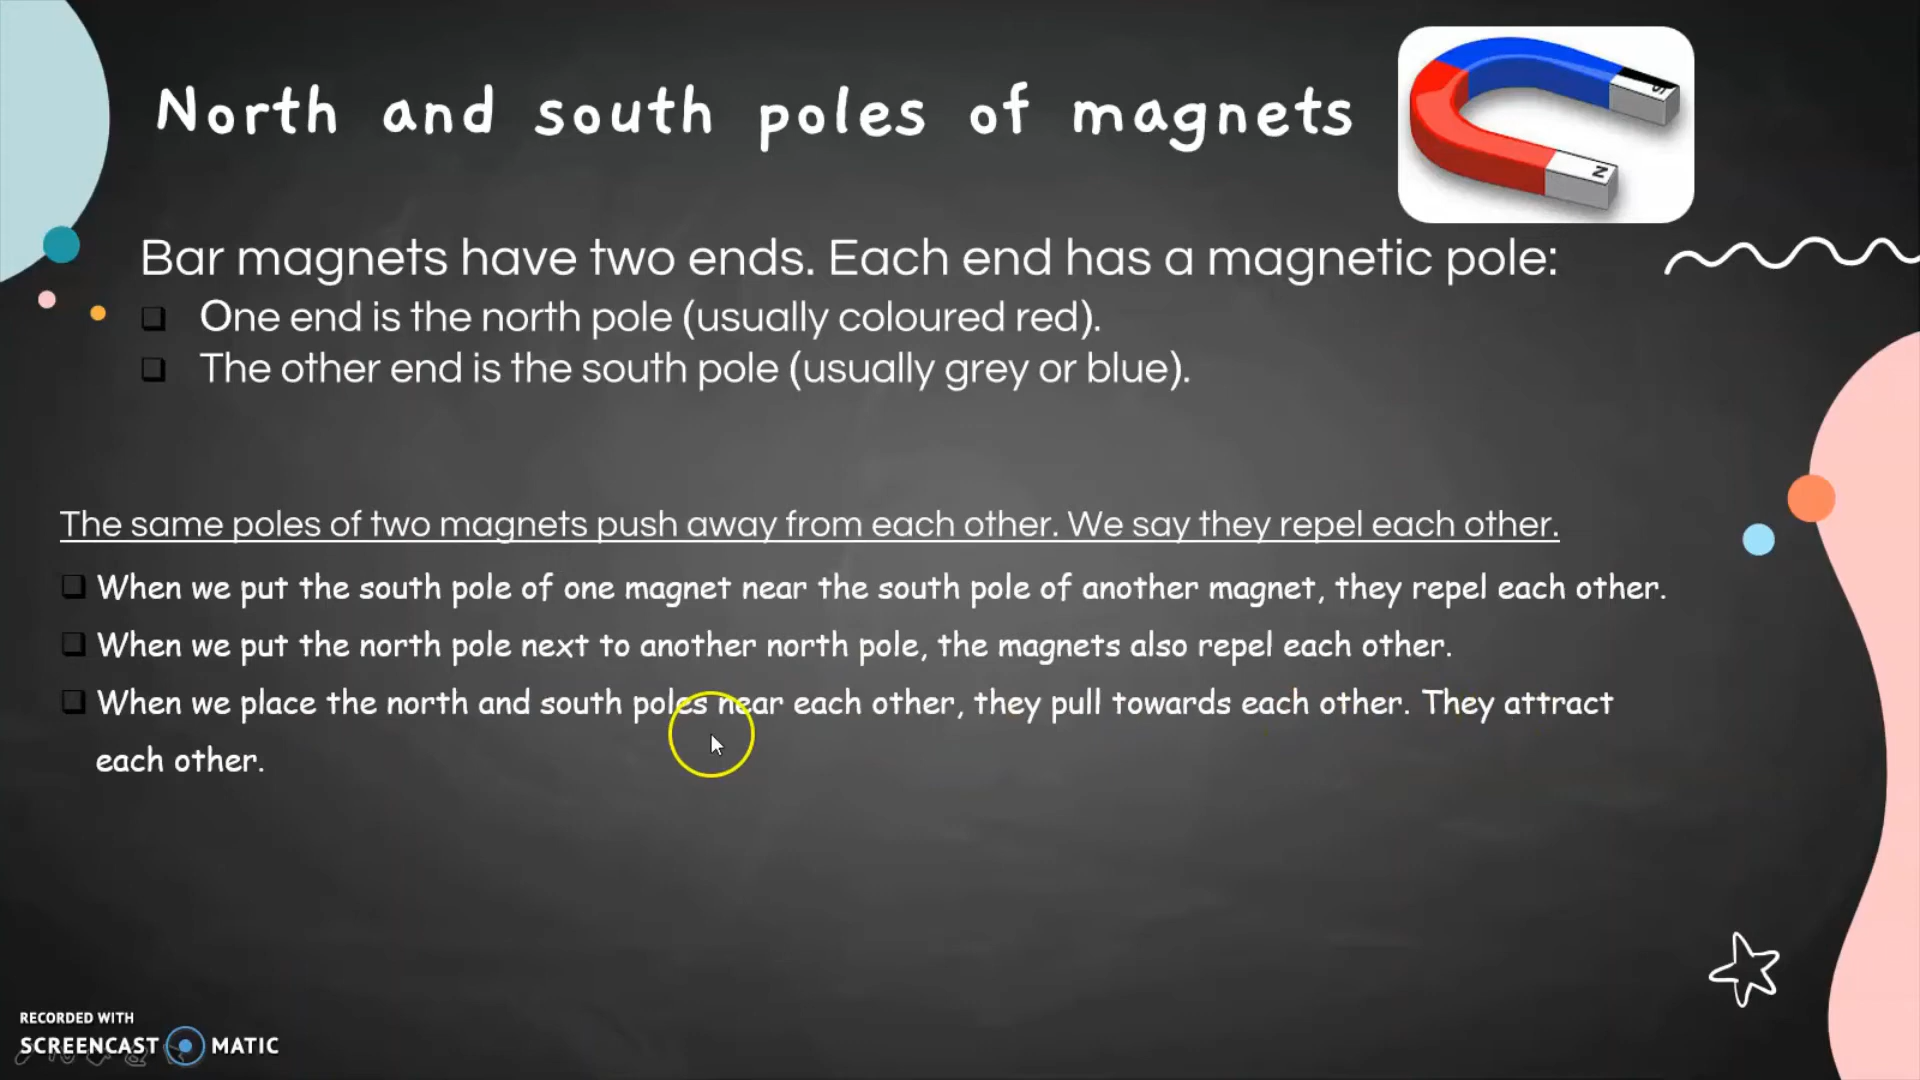 North and south poles of magnets
S
N
Bar magnets have two ends. Each end has a magnetic pole:
One end is the north pole (usually coloured red).
The other end is the south pole (usually grey or blue).
The same poles of two magnets push away from each other. We say they repel each other.
When we put the south pole of one magnet near the south pole of another magnet, they repel each other.
When we put the north pole next to another north pole, the magnets also repel each other.
When we place the north and south poles near each other, they pull towards each other. They attract
each other.
RECORDED WITH
SCREENCAST MATIC